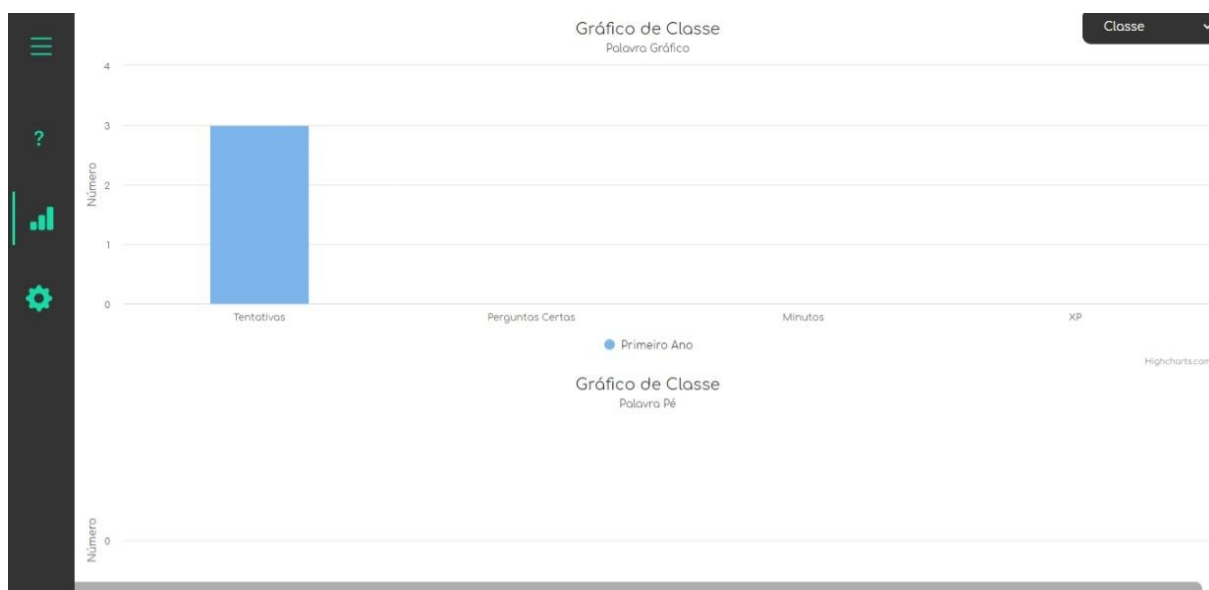 Gráfico de Classe
Palavra Gráfico
Classe
4
3
?
Número
2
1
0
Tentativas
Perguntas Certas
Minutos
XP
Primeiro Ano
Highcharts.com
Gráfico de Classe
Palavra Pé
Número
0